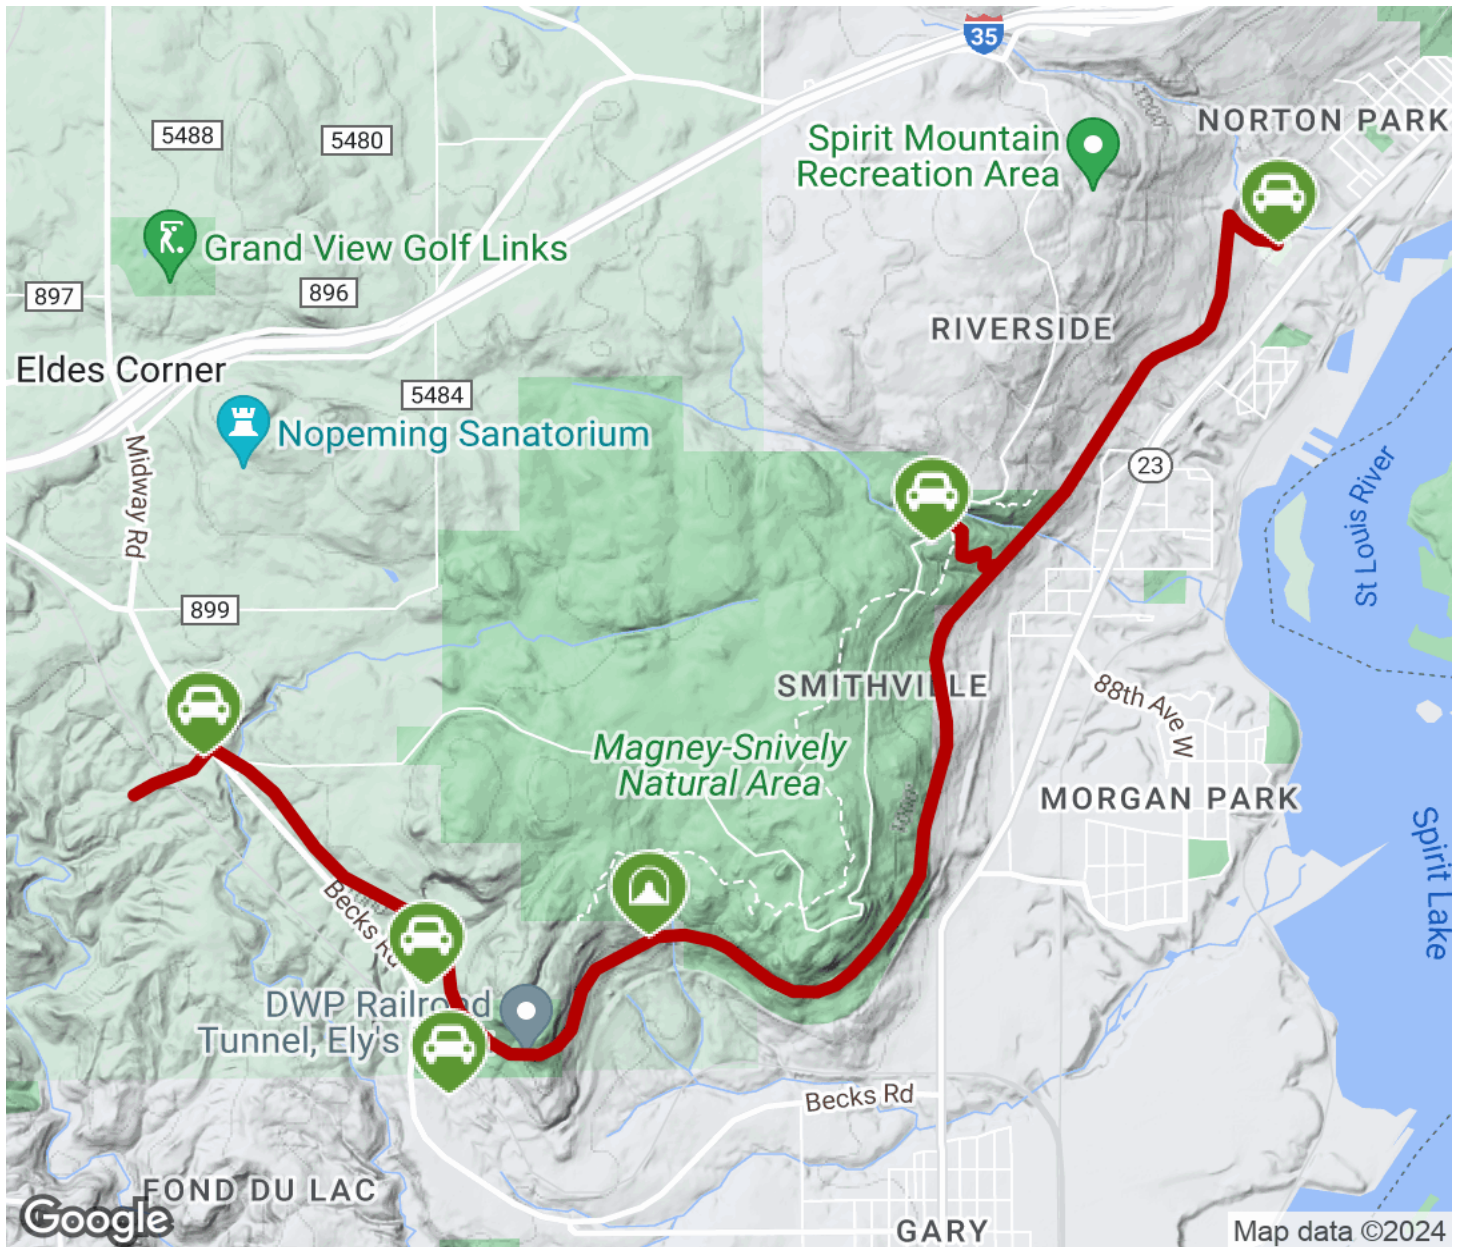 35
NORTON PARK
1000'
5488
5480
Spirit Mountain
Recreation Area
Grand View Golf Links
897
896
RIVERSIDE
Eldes Corner
5484
Nopeming Sanatorium
Midway Rd
23
St Louis River
899
SMITHVILLE
88th Ave W
Magney-Snively
Natural Area
MORGAN PARK
1000'
Spirit Lake
Becks Rd
DWP Railroad
Tunnel, Ely's
Becks Rd
FOND DU LAC
Google
GARY
Map data ©2024